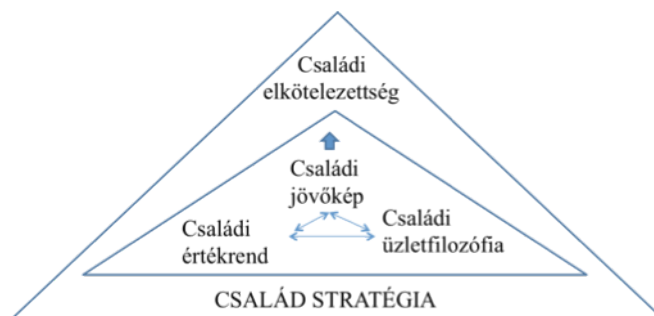 Családi
elkötelezettség
Családi
jövőkép
Családi
értékrend
Családi
üzletfilozófia
CSALÁD STRATÉGIA